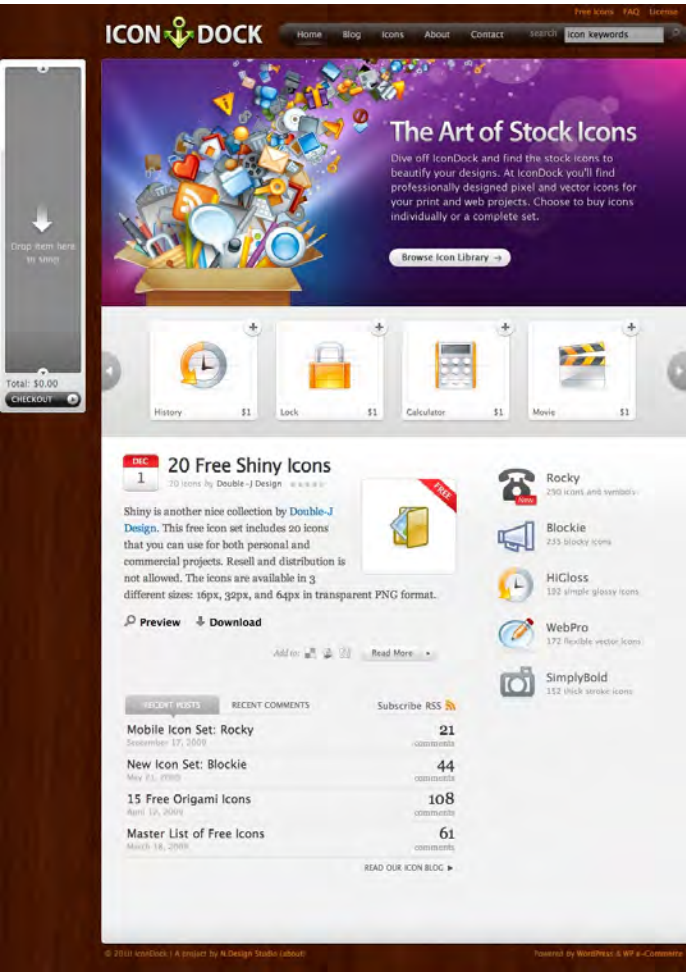 Free Icons FAQ License
ICON DOCK
Home Blog Icons About Contact search icon keywords
Drop item here to shop
Total: $0.00
CHECKOUT
The Art of Stock Icons
Dive off IconDock and find the stock icons to
beautify your designs. At IconDock you'll find
professionally designed pixel and vector icons for
your print and web projects. Choose to buy icons
individually or a complete set.
Browse Icon Library →
History $1
Lock $1
Calculator $1
Movie $1
DEC
1
20 Free Shiny Icons
20 icons by Double-J Design
FREE
Shiny is another nice collection by Double-J
Design. This free icon set includes 20 icons
that you can use for both personal and
commercial projects. Resell and distribution is
not allowed. The icons are available in 3
different sizes: 16px, 32px, and 64px in transparent PNG format.
Preview Download
Add to: Read More
Rocky
290 icons and symbols
New
Blockie
235 blocky icons
HiGloss
192 simple glossy icons
WebPro
172 flexible vector icons
SimplyBold
152 thick stroke icons
RECENT POSTS RECENT COMMENTS Subscribe RSS
Mobile Icon Set: Rocky 21
September 17, 2009 comments
New Icon Set: Blockie 44
May 21, 2009 comments
15 Free Origami Icons 108
April 12, 2009 comments
Master List of Free Icons 61
March 18, 2009 comments
READ OUR ICON BLOG ►
© 2010 IconDock | A project by N.Design Studio (about) Powered by WordPress & WP e-Commerce